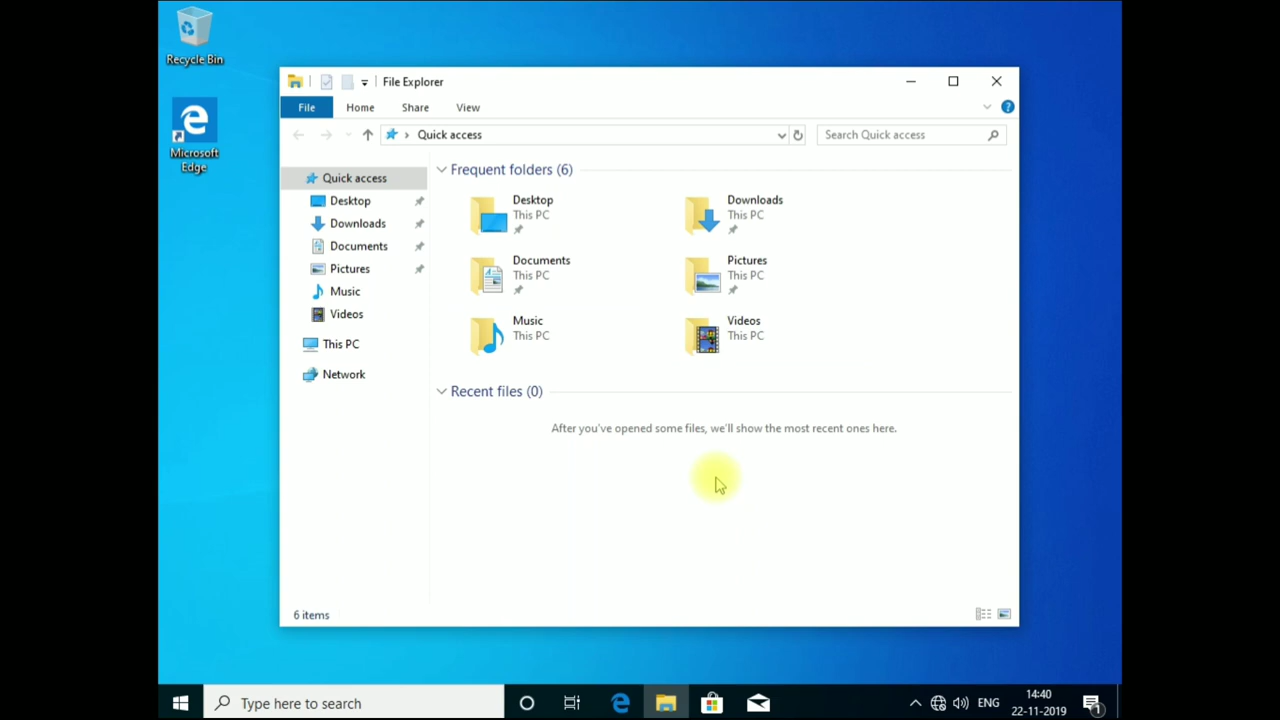 Recycle Bin
Microsoft
Edge
File Explorer
File
Home
Share
View
Quick access
Search Quick access
Quick access
Desktop
Downloads
Documents
Pictures
Music
Videos
This PC
Network
Frequent folders (6)
Desktop
This PC
Downloads
This PC
Documents
This PC
Pictures
This PC
Music
This PC
Videos
This PC
Recent files (0)
After you've opened some files, we'll show the most recent ones here.
6 items
Type here to search
ENG
14:40
22-11-2019
1